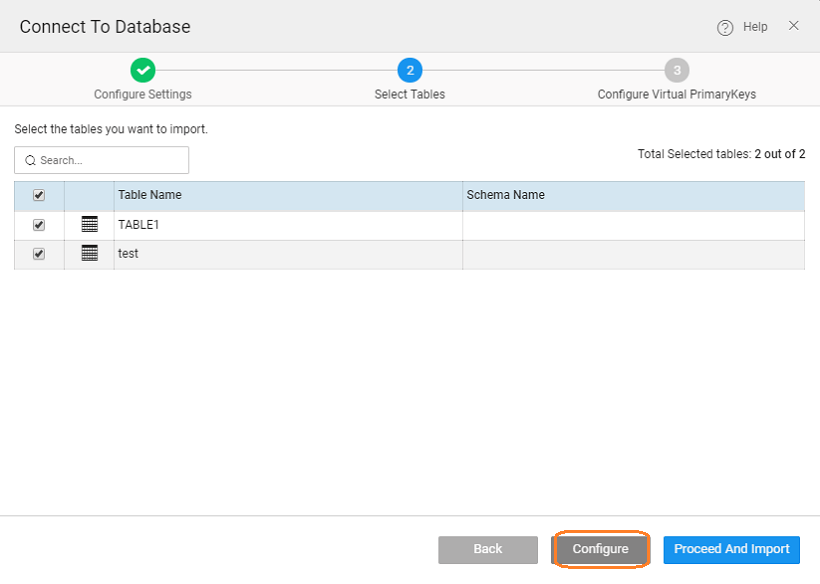 Connect To Database
? Help
2
3
Configure Settings
Select Tables
Configure Virtual PrimaryKeys
Select the tables you want to import.
Search...
Total Selected tables: 2 out of 2
Table Name
Schema Name
TABLE1
test
Back
Configure
Proceed And Import